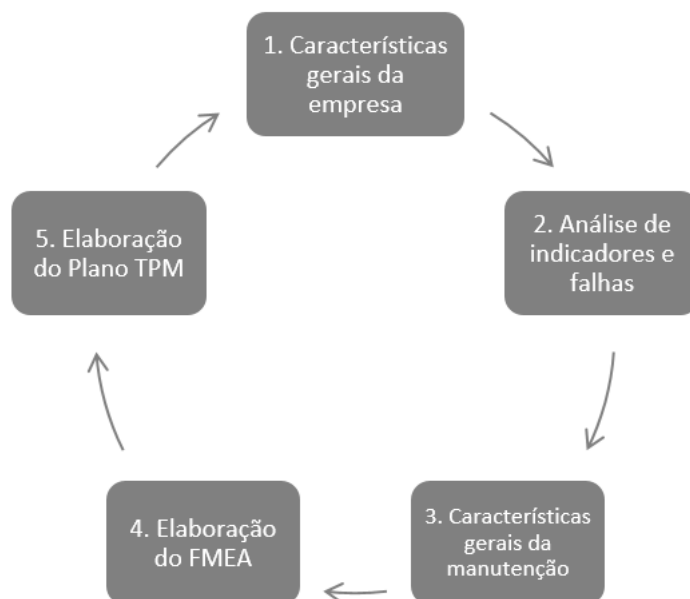 1. Características
gerais da
empresa
2. Análise de
indicadores e
falhas
3. Características
gerais da
manutenção
4. Elaboração
do FMEA
5. Elaboração
do Plano TPM